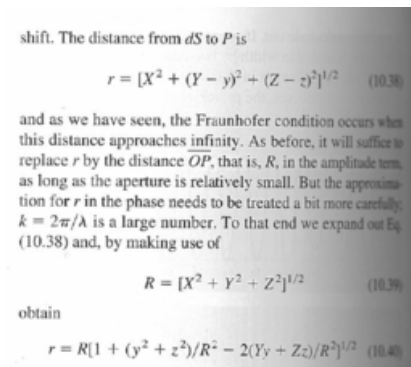 shift. The distance from dS to P is
r = [X² + (Y − y)² + (Z − z)²]^1/2 (10.38)
and as we have seen, the Fraunhofer condition occurs when
this distance approaches infinity. As before, it will suffice to
replace r by the distance OP, that is, R, in the amplitude term,
as long as the aperture is relatively small. But the approxima-
tion for r in the phase needs to be treated a bit more carefully;
k = 2π/λ is a large number. To that end we expand out Eq.
(10.38) and, by making use of
R = [X² + Y² + Z²]^1/2 (10.39)
obtain
r = R[1 + (y² + z²)/R² − 2(Yy + Zz)/R²]^1/2 (10.40)